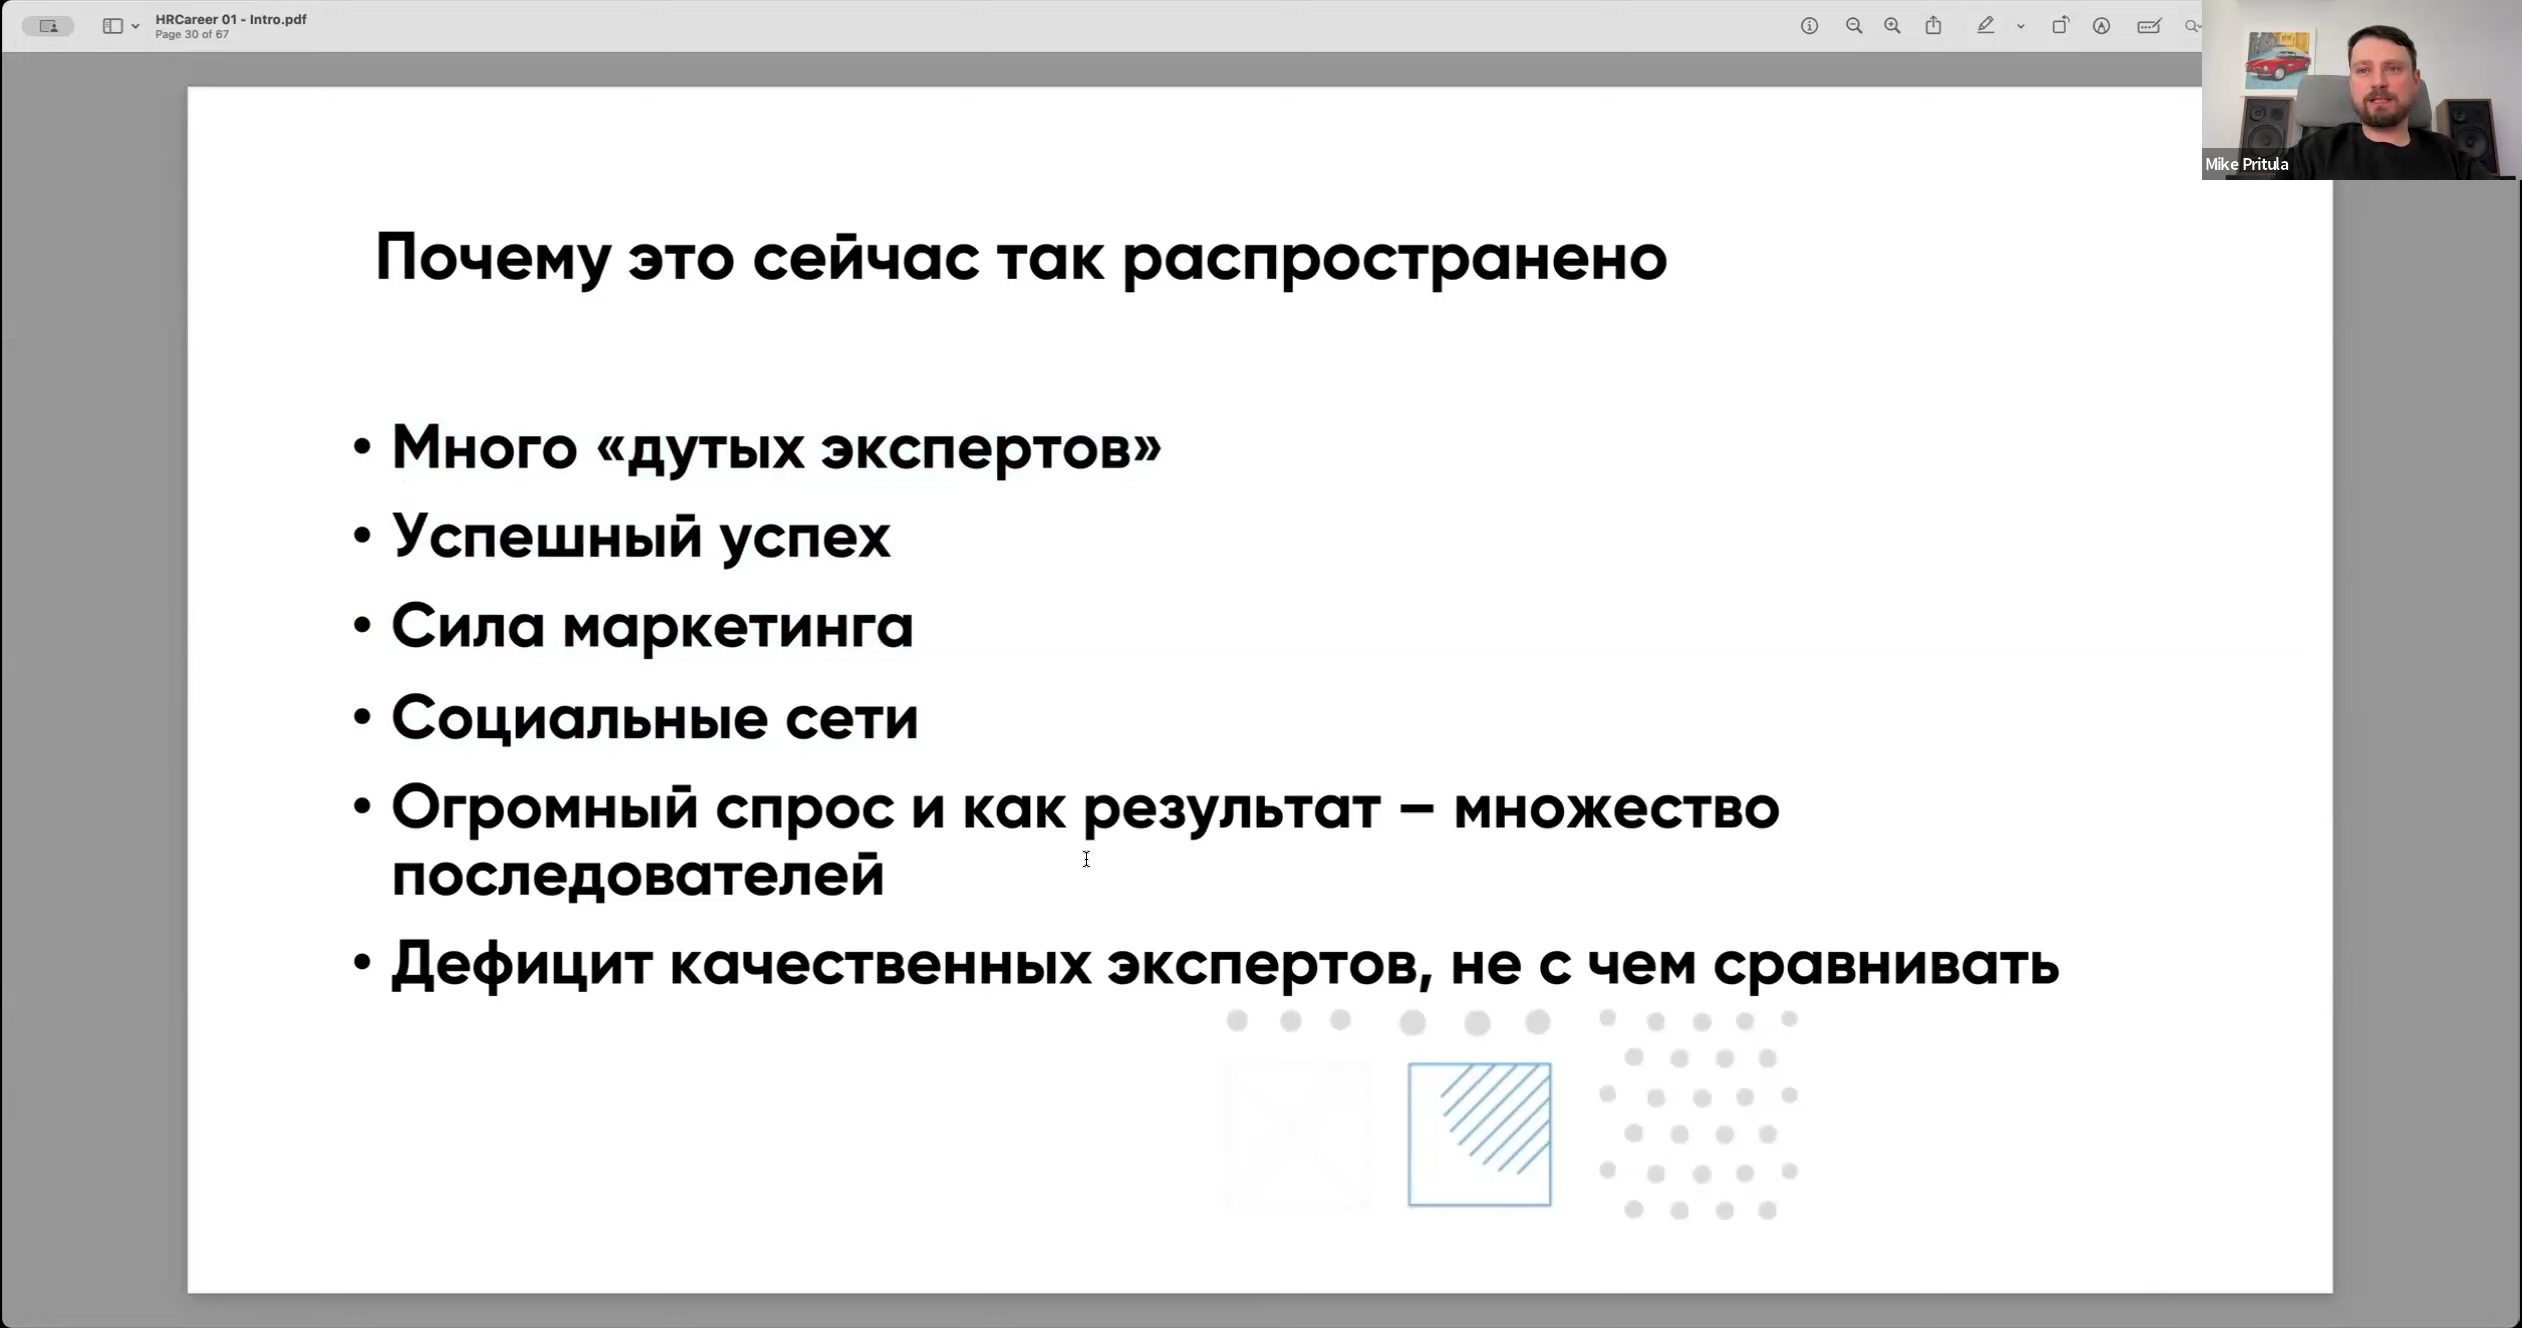 HRCareer 01 - Intro.pdf
Page 30 of 67
Mike Pritula
Почему это сейчас так распространено
• Много «дутых экспертов»
• Успешный успех
• Сила маркетинга
• Социальные сети
• Огромный спрос и как результат – множество
последователей
• Дефицит качественных экспертов, не с чем сравнивать